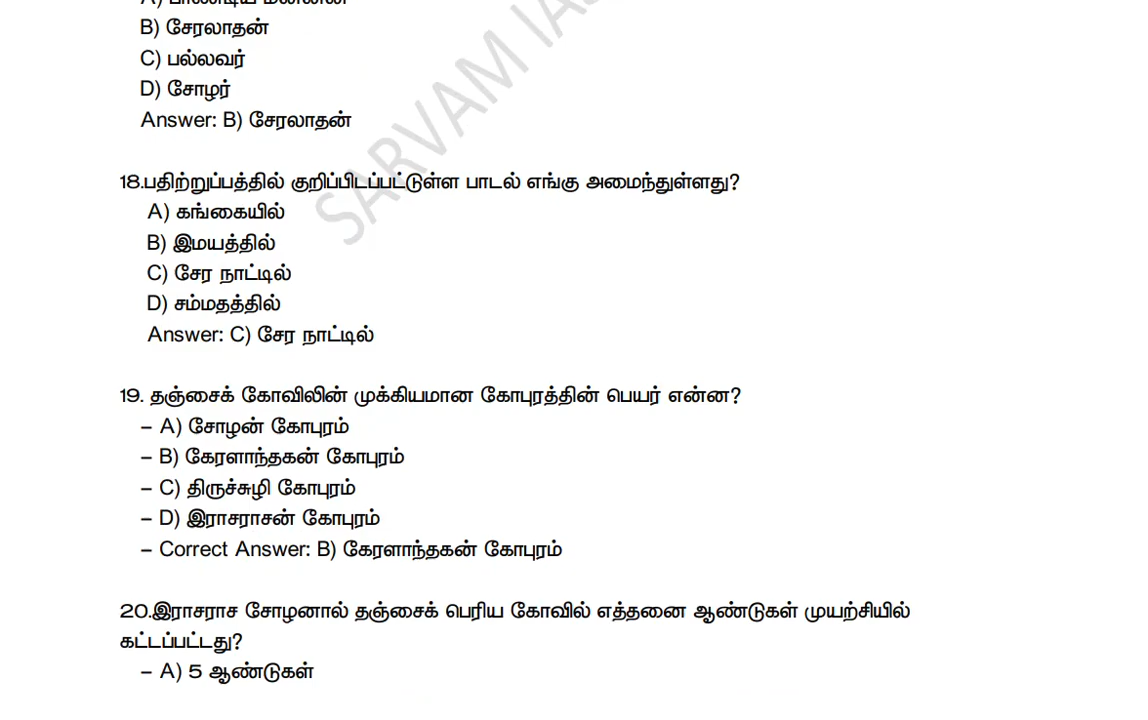 A) பாண்டிய மன்னன்
B) சேரலாதன்
C) பல்லவர்
D) சோழர்
Answer: B) சேரலாதன்
SARVAM IAS
18.பதிற்றுப்பத்தில் குறிப்பிடப்பட்டுள்ள பாடல் எங்கு அமைந்துள்ளது?
A) கங்கையில்
B) இமயத்தில்
C) சேர நாட்டில்
D) சம்மதத்தில்
Answer: C) சேர நாட்டில்
19. தஞ்சைக் கோவிலின் முக்கியமான கோபுரத்தின் பெயர் என்ன?
– A) சோழன் கோபுரம்
– B) கேரளாந்தகன் கோபுரம்
– C) திருச்சுழி கோபுரம்
– D) இராசராசன் கோபுரம்
– Correct Answer: B) கேரளாந்தகன் கோபுரம்
20.இராசராச சோழனால் தஞ்சைக் பெரிய கோவில் எத்தனை ஆண்டுகள் முயற்சியில்
கட்டப்பட்டது?
– A) 5 ஆண்டுகள்